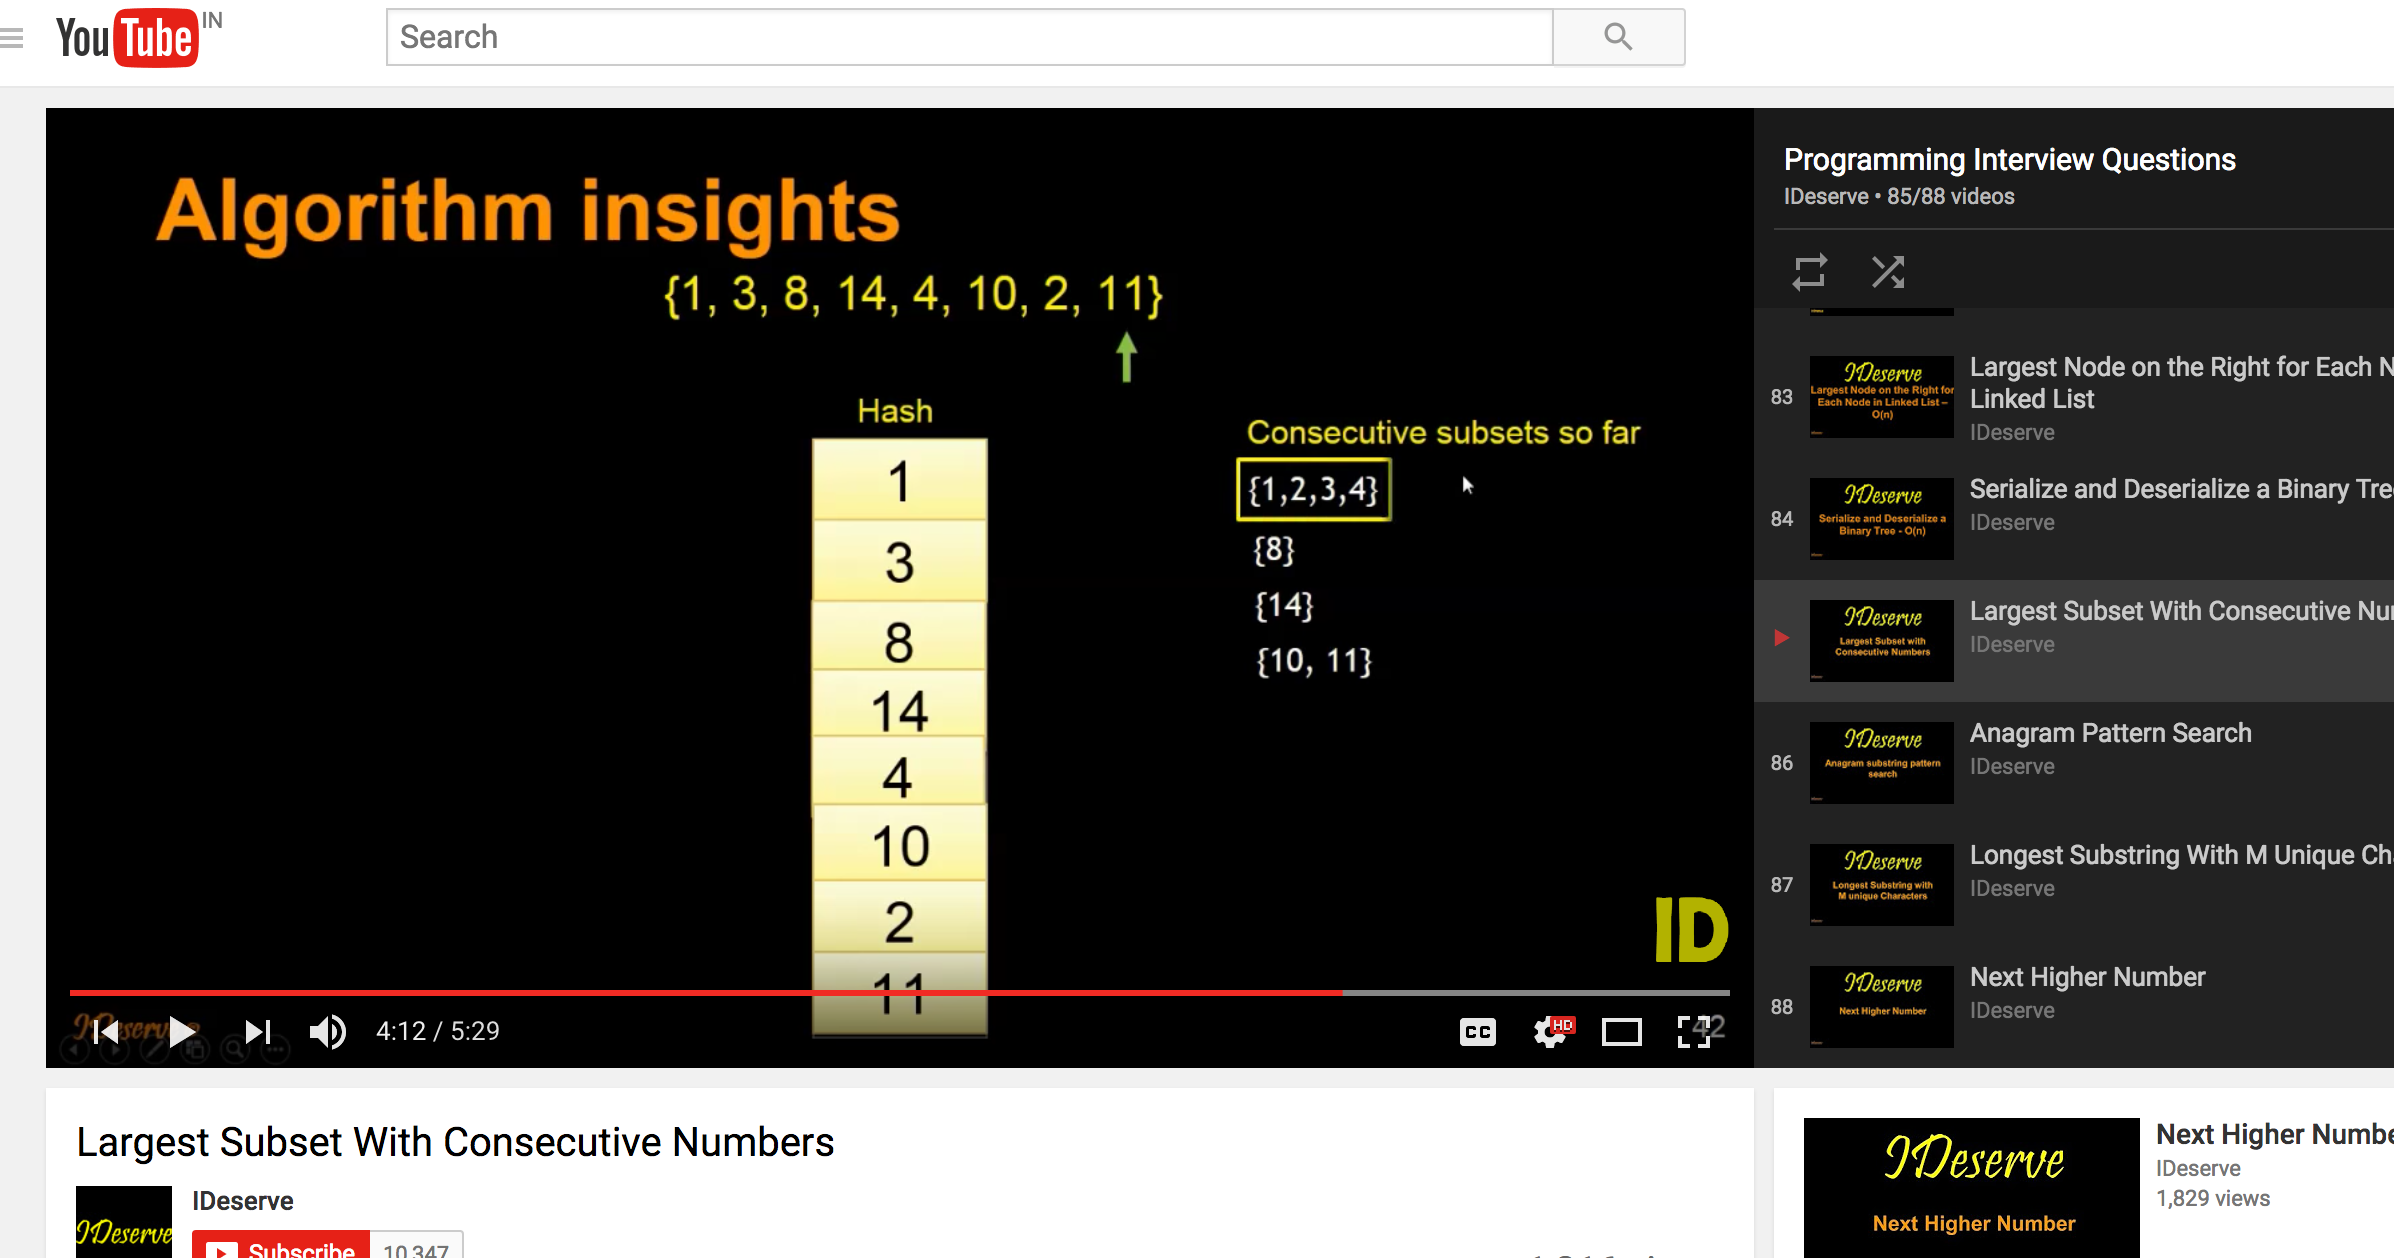 YouTube IN
Search
Algorithm insights
{1, 3, 8, 14, 4, 10, 2, 11}
Hash
1
3
8
14
4
10
2
11
Consecutive subsets so far
{1,2,3,4}
{8}
{14}
{10, 11}
ID
IDeserve
4:12 / 5:29
CC
HD
42
Programming Interview Questions
IDeserve • 85/88 videos
83
IDeserve
Largest Node on the Right for
Each Node in Linked List –
O(n)
Largest Node on the Right for Each N
Linked List
IDeserve
84
IDeserve
Serialize and Deserialize a
Binary Tree - O(n)
Serialize and Deserialize a Binary Tre
IDeserve
IDeserve
Largest Subset with
Consecutive Numbers
Largest Subset With Consecutive Nu
IDeserve
86
IDeserve
Anagram substring pattern
search
Anagram Pattern Search
IDeserve
87
IDeserve
Longest Substring with
M unique Characters
Longest Substring With M Unique Ch
IDeserve
88
IDeserve
Next Higher Number
Next Higher Number
IDeserve
Largest Subset With Consecutive Numbers
IDeserve
IDeserve
Subscribe
10,347
IDeserve
Next Higher Number
Next Higher Numbe
IDeserve
1,829 views